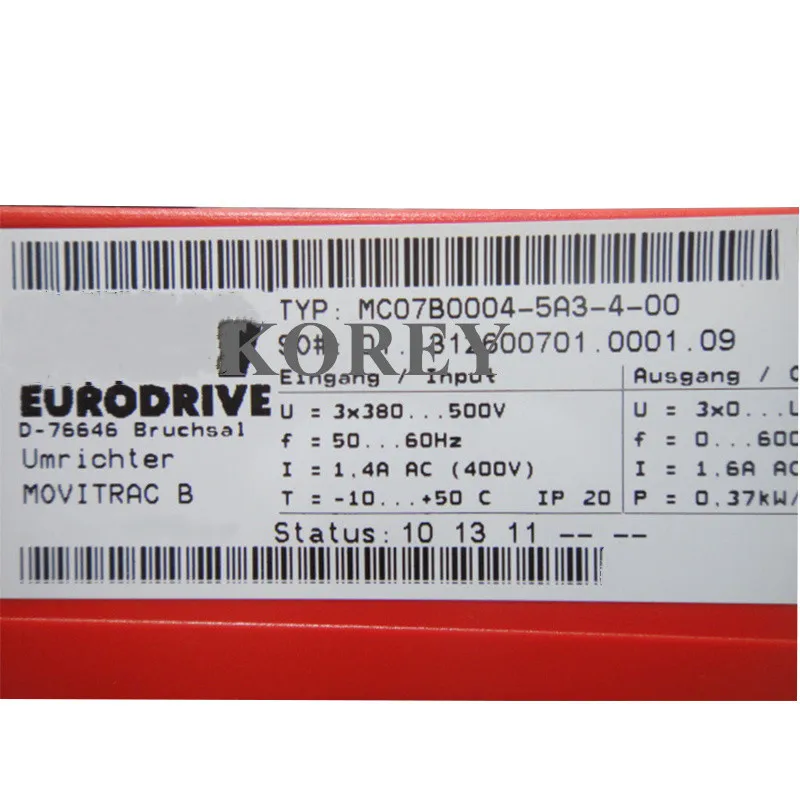 TYP: MC07B0004-5A3-4-00
KOREY
SO#: 01. 312600701.0001.09
EURODRIVE
D-76646 Bruchsal
Umrichter
MOVITRAC B
Eingang / Input
U = 3x380...500V
f = 50...60Hz
I = 1,4A AC (400V)
T = -10...+50 C IP 20
Ausgang /
U = 3x0...
f = 0...600
I = 1.6A AC
P = 0,37kW/
Status: 10 13 11 -- --